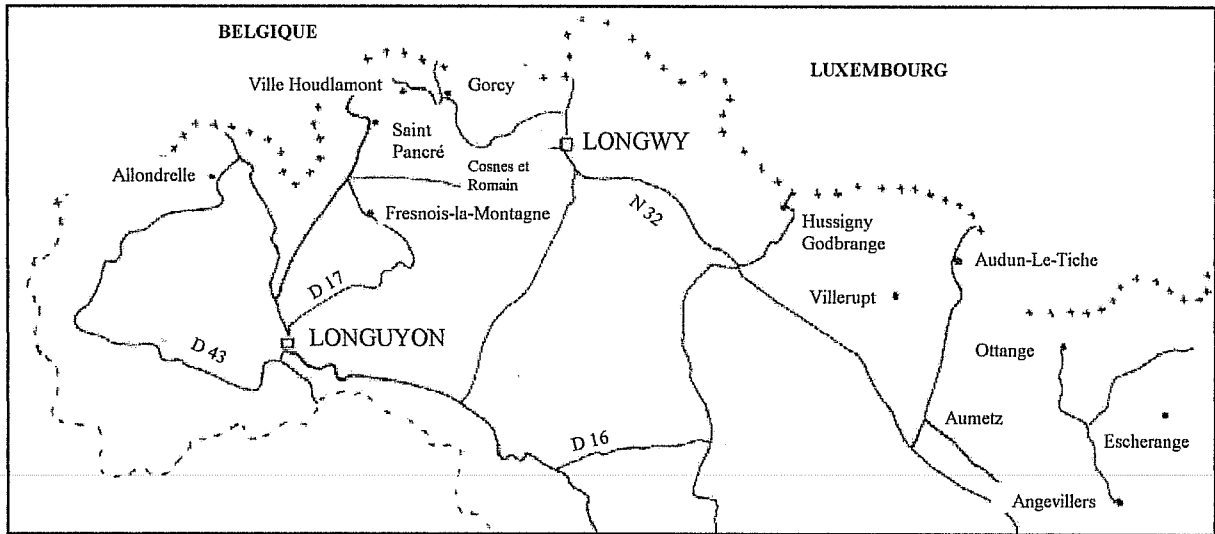 BELGIQUE
LUXEMBOURG
Ville Houdlamont
Gorcy
Saint
Pancré
LONGWY
Allondrelle
Cosnes et
Romain
Fresnois-la-Montagne
N 32
Hussigny
Godbrange
Audun-Le-Tiche
D 17
Villerupt
LONGUYON
D 43
Ottange
Aumetz
D 16
Escherange
Angevillers